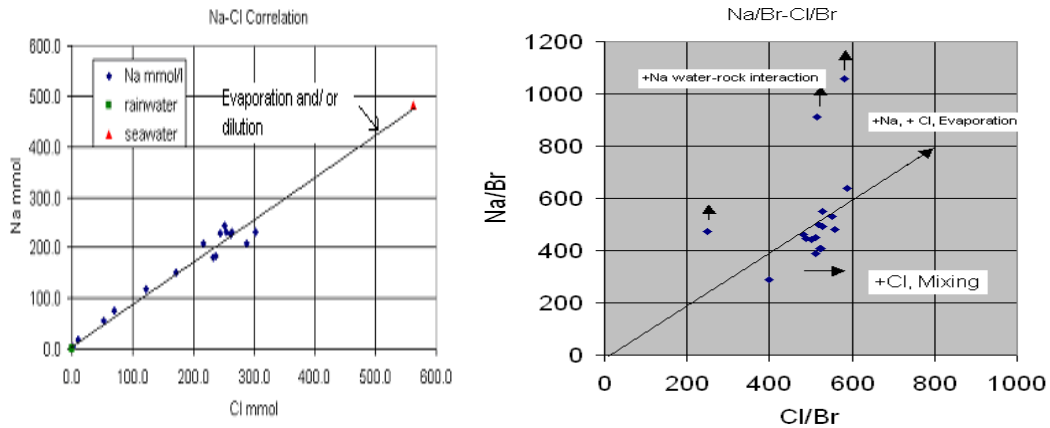 Na-Cl Correlation
600.0
500.0
400.0
300.0
200.0
100.0
0.0
Na mmol
Na mmol/l
rainwater
seawater
Evaporation and/ or
dilution
0.0 100.0 200.0 300.0 400.0 500.0 600.0
Cl mmol
Na/Br-Cl/Br
1200
1000
800
600
400
200
0
Na/Br
+Na water-rock interaction
+Na, + Cl, Evaporation
+Cl, Mixing
0 200 400 600 800 1000
Cl/Br